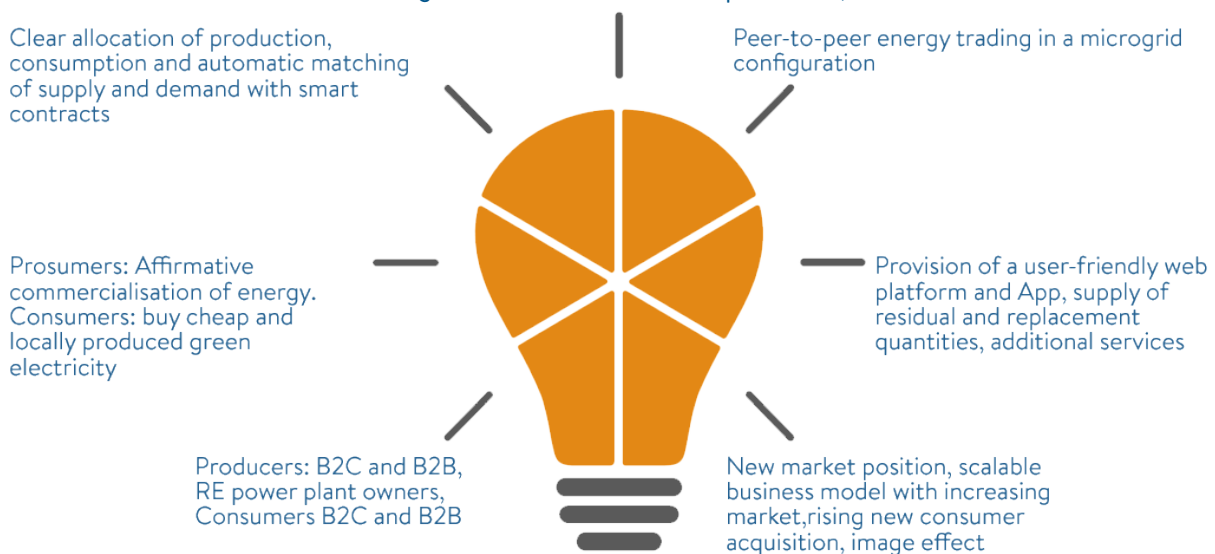 Clear allocation of production,
consumption and automatic matching
of supply and demand with smart
contracts
Peer-to-peer energy trading in a microgrid
configuration
Prosumers: Affirmative
commercialisation of energy.
Consumers: buy cheap and
locally produced green
electricity
Provision of a user-friendly web
platform and App, supply of
residual and replacement
quantities, additional services
Producers: B2C and B2B,
RE power plant owners,
Consumers B2C and B2B
New market position, scalable
business model with increasing
market,rising new consumer
acquisition, image effect